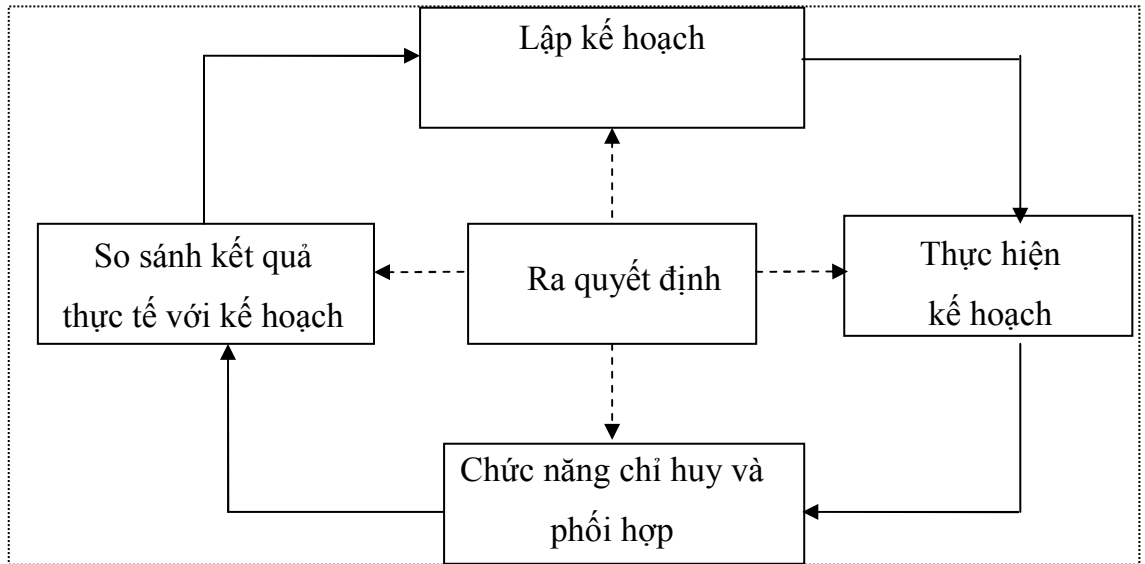 Lập kế hoạch
So sánh kết quả
thực tế với kế hoạch
Ra quyết định
Thực hiện
kế hoạch
Chức năng chỉ huy và
phối hợp